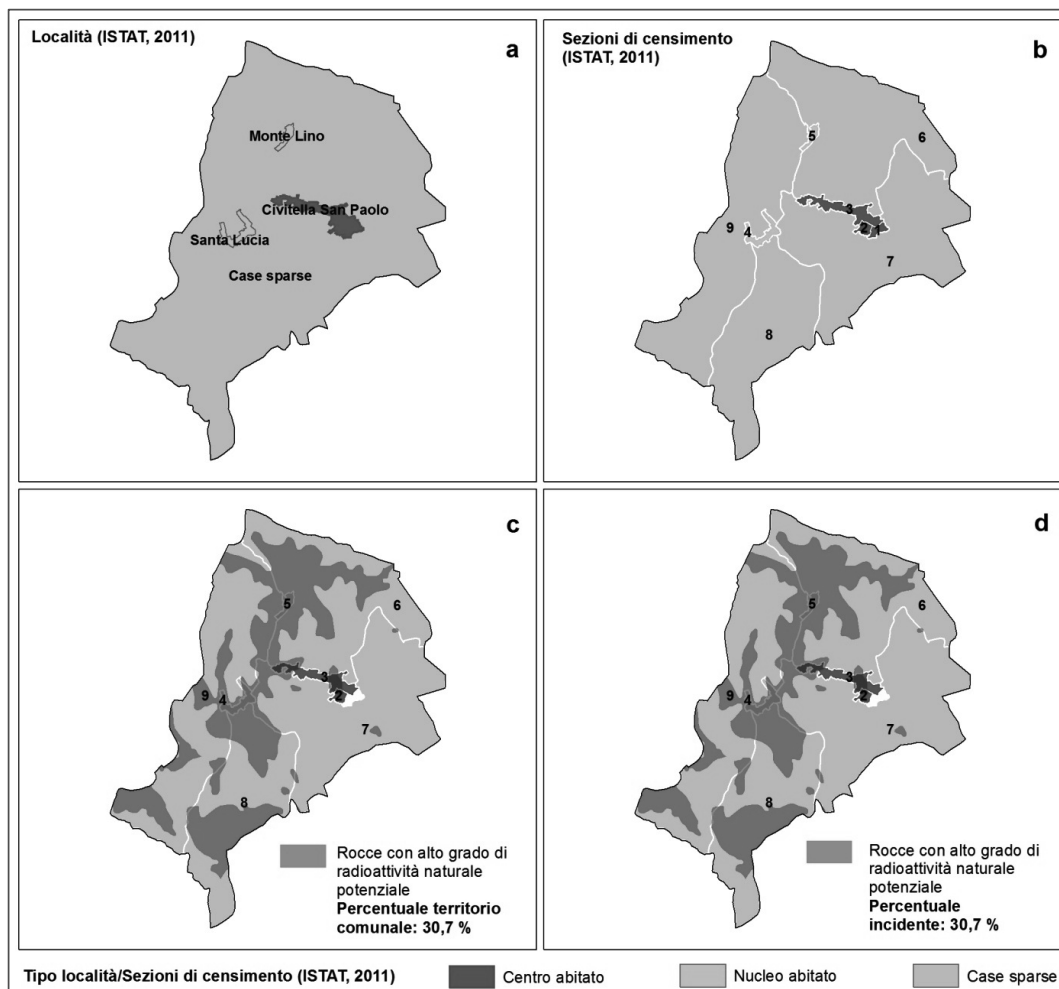 Località (ISTAT, 2011)
a
Monte Lino
Civitella San Paolo
Santa Lucia
Case sparse
Sezioni di censimento
(ISTAT, 2011)
b
5
6
3
2
1
9
4
7
8
c
5
6
3
2
9
4
7
8
Rocce con alto grado di
radioattività naturale
potenziale
Percentuale territorio
comunale: 30,7 %
d
5
6
3
2
9
4
7
8
Rocce con alto grado di
radioattività naturale
potenziale
Percentuale
incidente: 30,7 %
Tipo località/Sezioni di censimento (ISTAT, 2011)
Centro abitato
Nucleo abitato
Case sparse